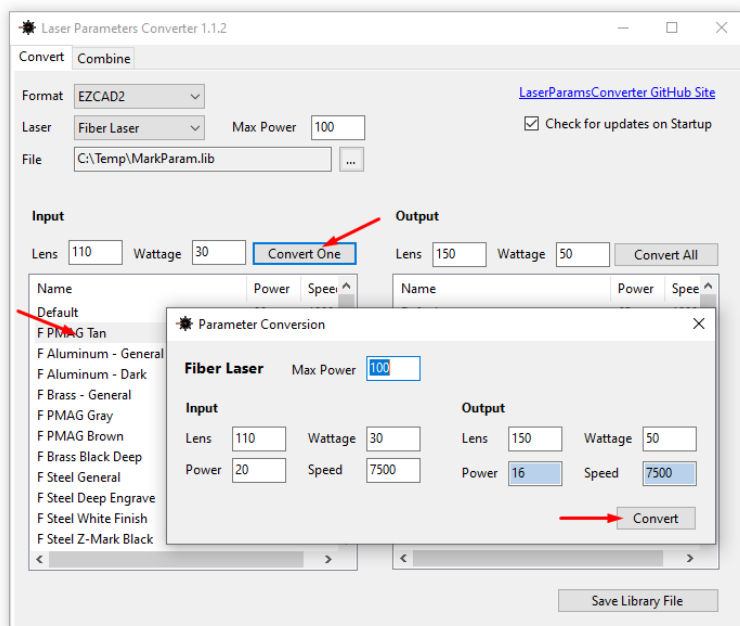 Laser Parameters Converter 1.1.2
Convert Combine
Format EZCAD2 LaserParamsConverter GitHub Site
Laser Fiber Laser Max Power 100 Check for updates on Startup
File C:\Temp\MarkParam.lib ...
Input Output
Lens 110 Wattage 30 Convert One Lens 150 Wattage 50 Convert All
Name Power Speed Name Power Spee
Default
F PMAG Tan
F Aluminum - General
F Aluminum - Dark
F Brass - General
F PMAG Gray
F PMAG Brown
F Brass Black Deep
F Steel General
F Steel Deep Engrave
F Steel White Finish
F Steel Z-Mark Black
Parameter Conversion
Fiber Laser Max Power 100
Input Output
Lens 110 Wattage 30 Lens 150 Wattage 50
Power 20 Speed 7500 Power 16 Speed 7500
Convert
Save Library File